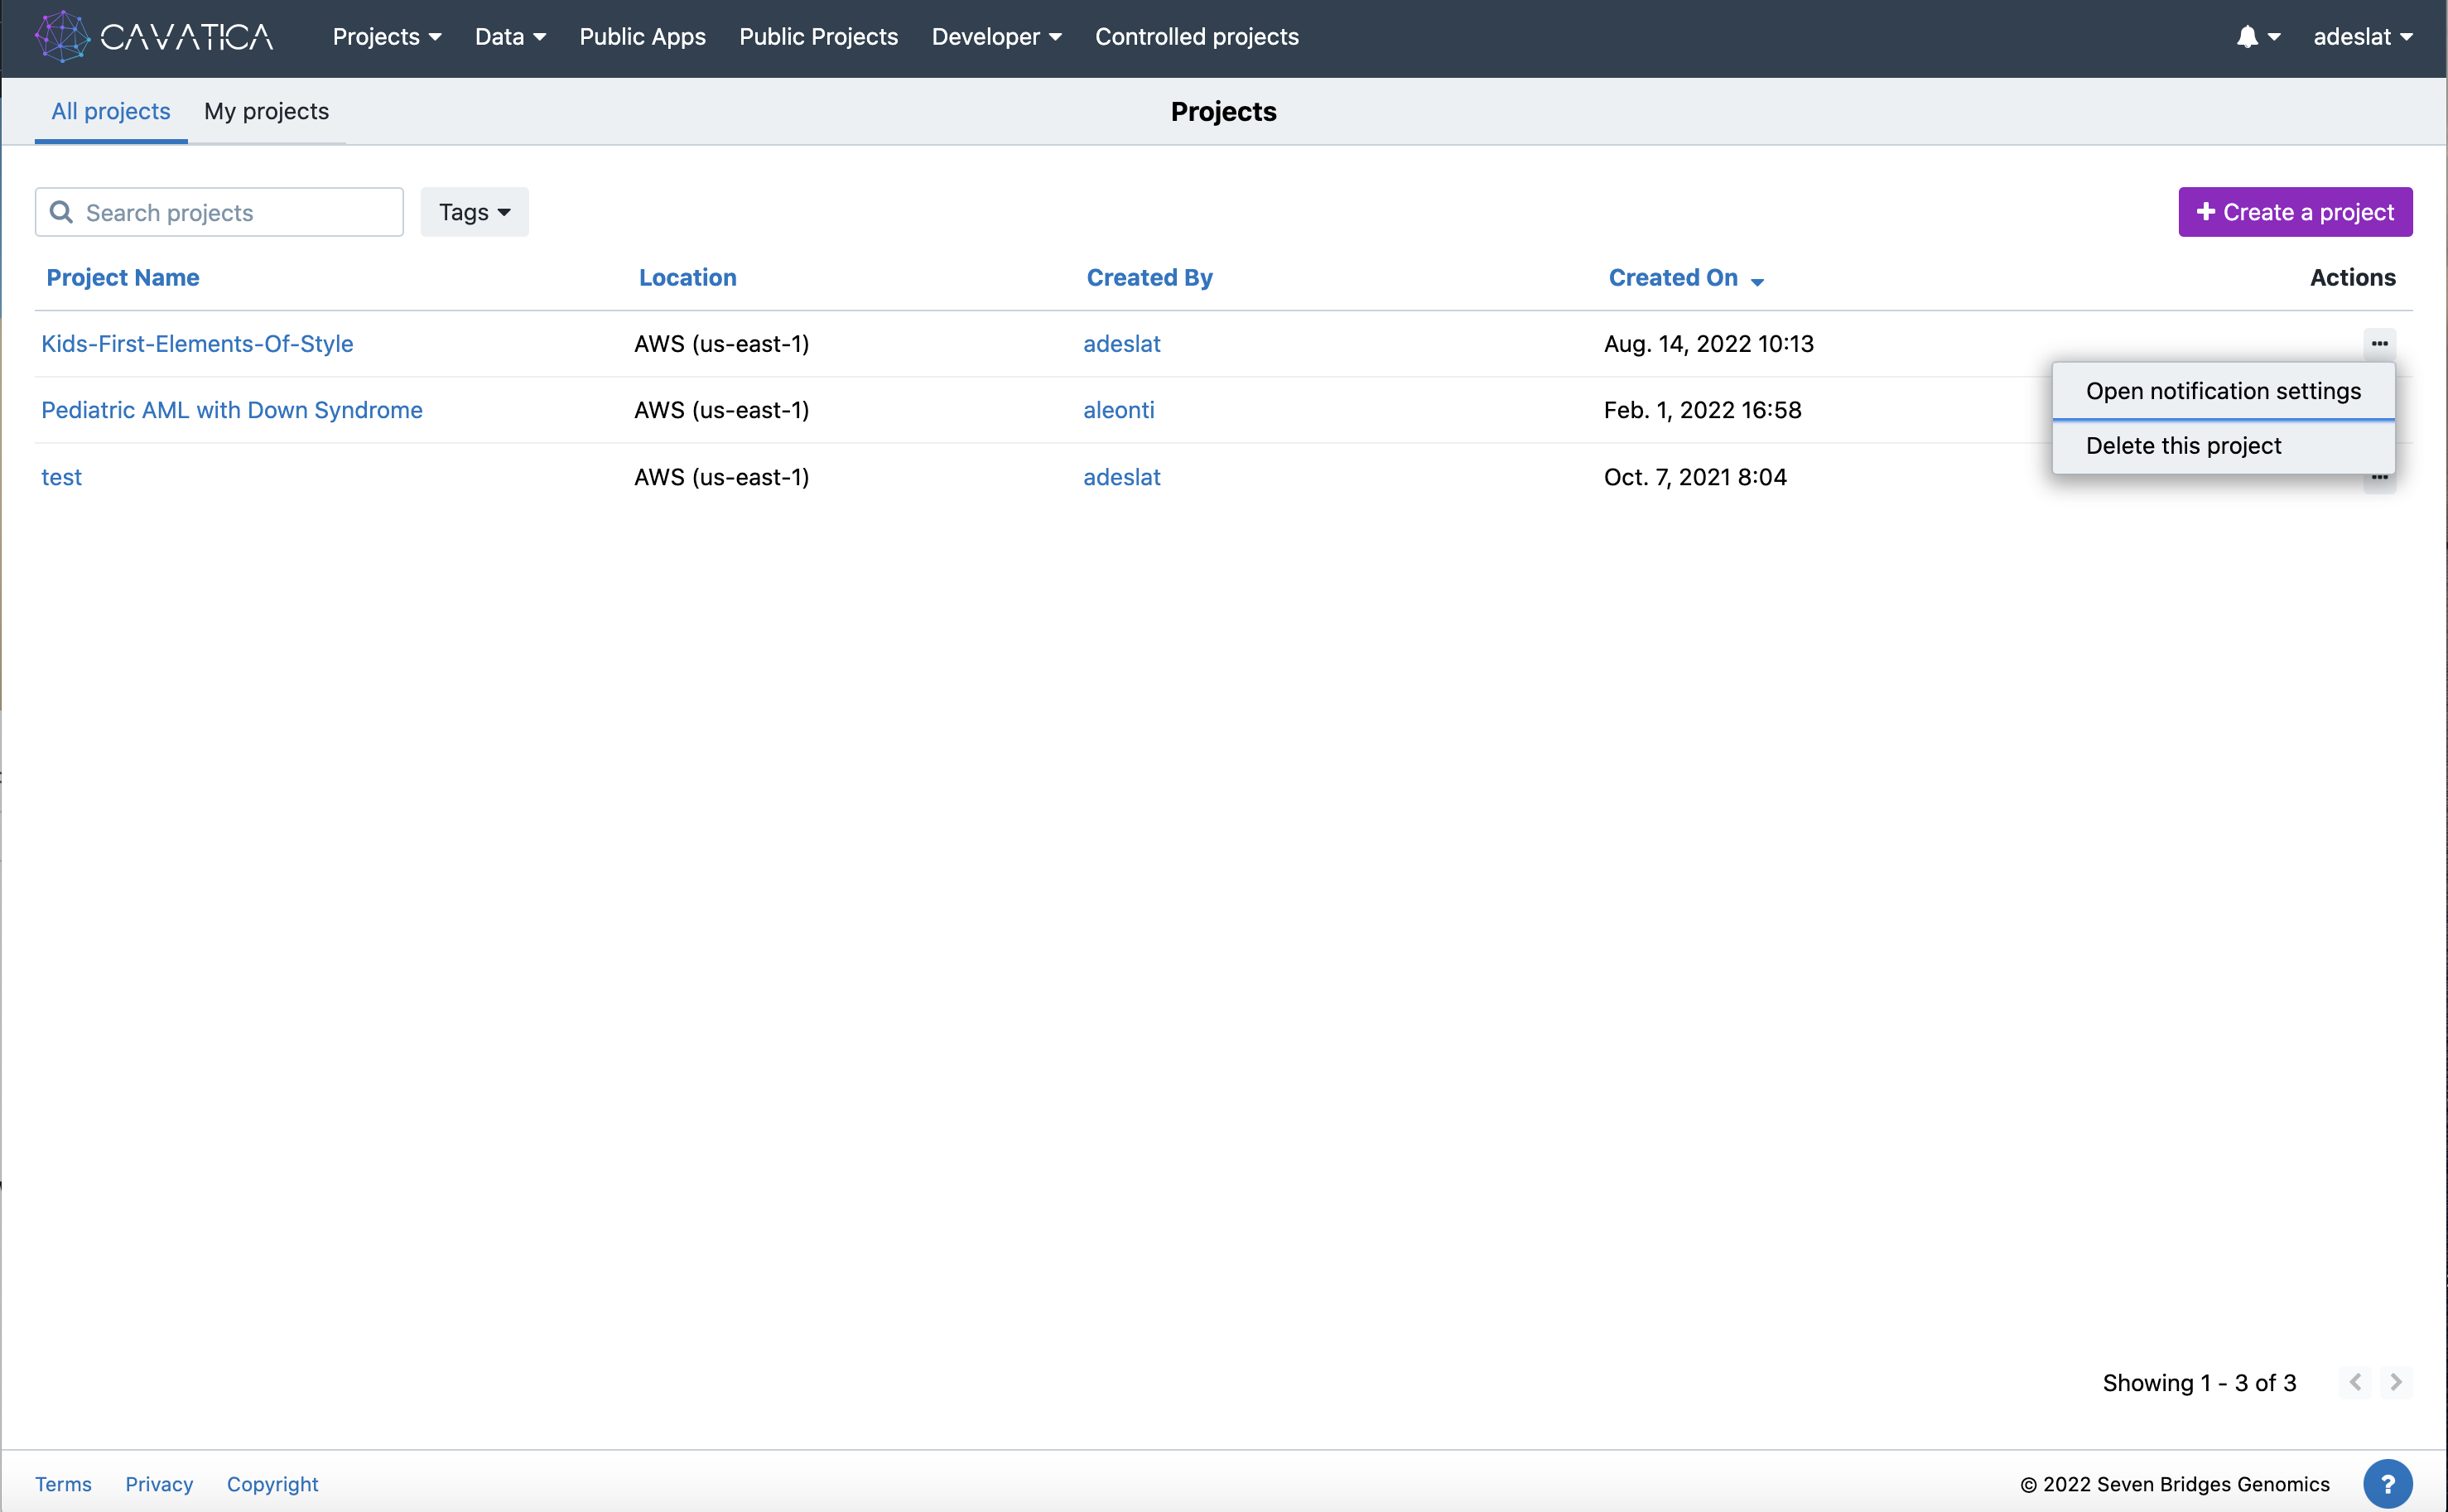 CAVATICA Projects Data Public Apps Public Projects Developer Controlled projects adeslat
All projects My projects Projects
Search projects Tags + Create a project
Project Name Location Created By Created On Actions
Kids-First-Elements-Of-Style AWS (us-east-1) adeslat Aug. 14, 2022 10:13 ...
Open notification settings
Pediatric AML with Down Syndrome AWS (us-east-1) aleonti Feb. 1, 2022 16:58
Delete this project
test AWS (us-east-1) adeslat Oct. 7, 2021 8:04 ...
Showing 1 - 3 of 3 < >
Terms Privacy Copyright © 2022 Seven Bridges Genomics ?